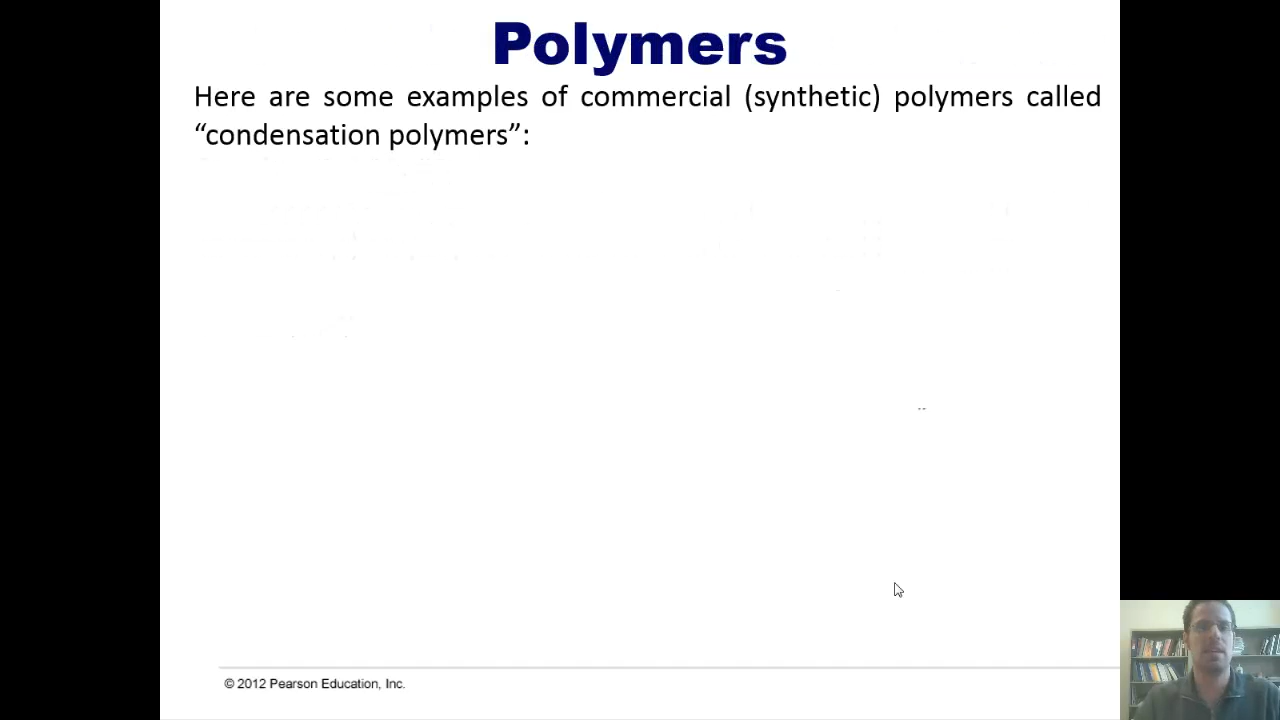 Polymers
Here are some examples of commercial (synthetic) polymers called
“condensation polymers”:
© 2012 Pearson Education, Inc.